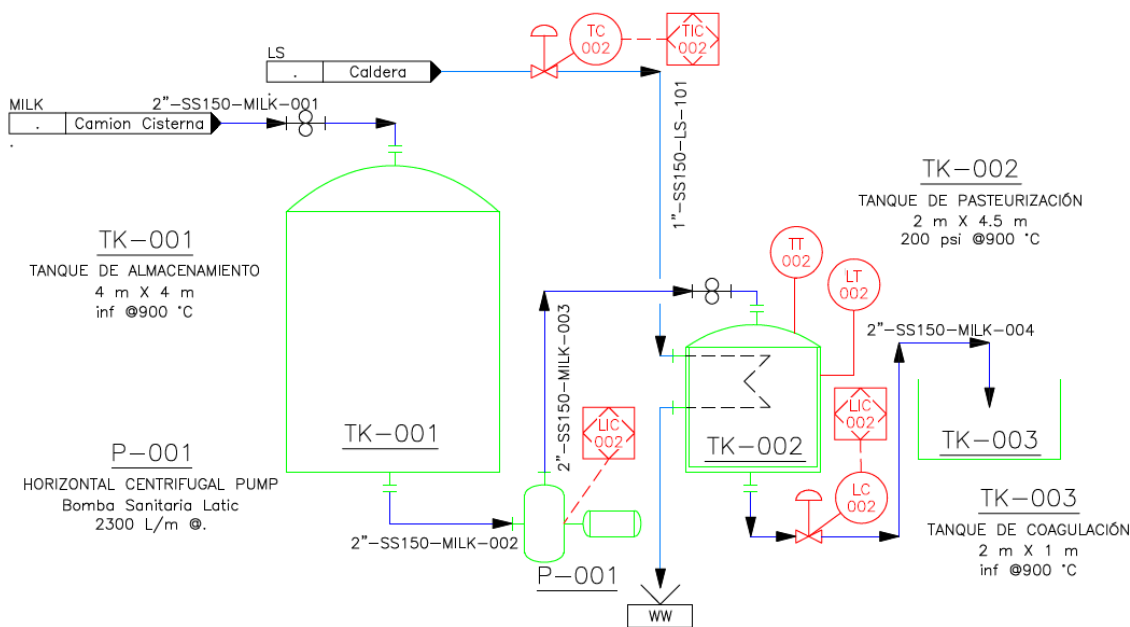 LS
. Caldera
TC
002
TIC
002
MILK
. Camion Cisterna
.
2"-SS150-MILK-001
1"-SS150-LS-101
TK-002
TANQUE DE PASTEURIZACIÓN
2 m X 4.5 m
200 psi @900 °C
TK-001
TANQUE DE ALMACENAMIENTO
4 m X 4 m
inf @900 °C
TT
002
LT
002
2"-SS150-MILK-003
2"-SS150-MILK-004
TK-001
LIC
002
TK-002
LIC
002
TK-003
P-001
HORIZONTAL CENTRIFUGAL PUMP
Bomba Sanitaria Latic
2300 L/m @.
LC
002
TK-003
TANQUE DE COAGULACIÓN
2 m X 1 m
inf @900 °C
2"-SS150-MILK-002
P-001
WW